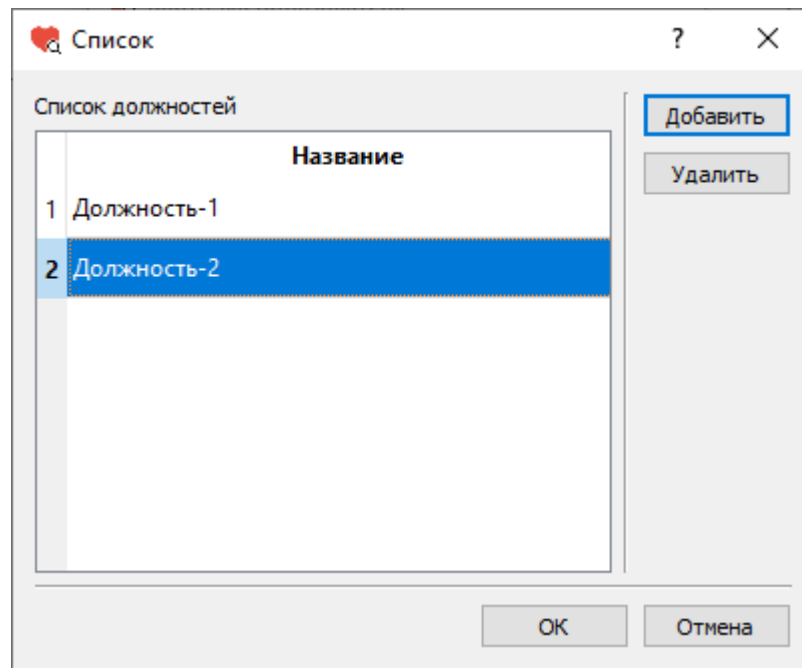 Список
?
Список должностей
Название
1 Должность-1
2 Должность-2
Добавить
Удалить
OK
Отмена